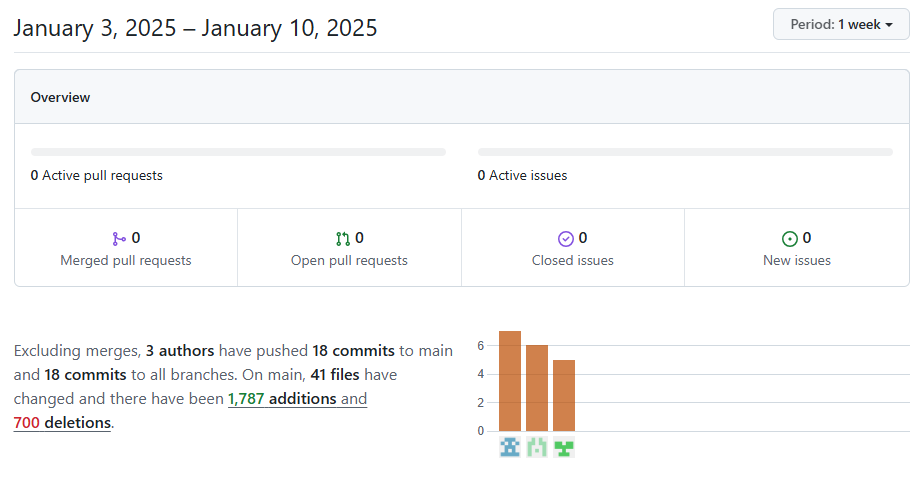 January 3, 2025 – January 10, 2025
Period: 1 week
Overview
0 Active pull requests
0 Active issues
0
Merged pull requests
0
Open pull requests
0
Closed issues
0
New issues
Excluding merges, 3 authors have pushed 18 commits to main
and 18 commits to all branches. On main, 41 files have
changed and there have been 1,787 additions and
700 deletions.
6
4
2
0